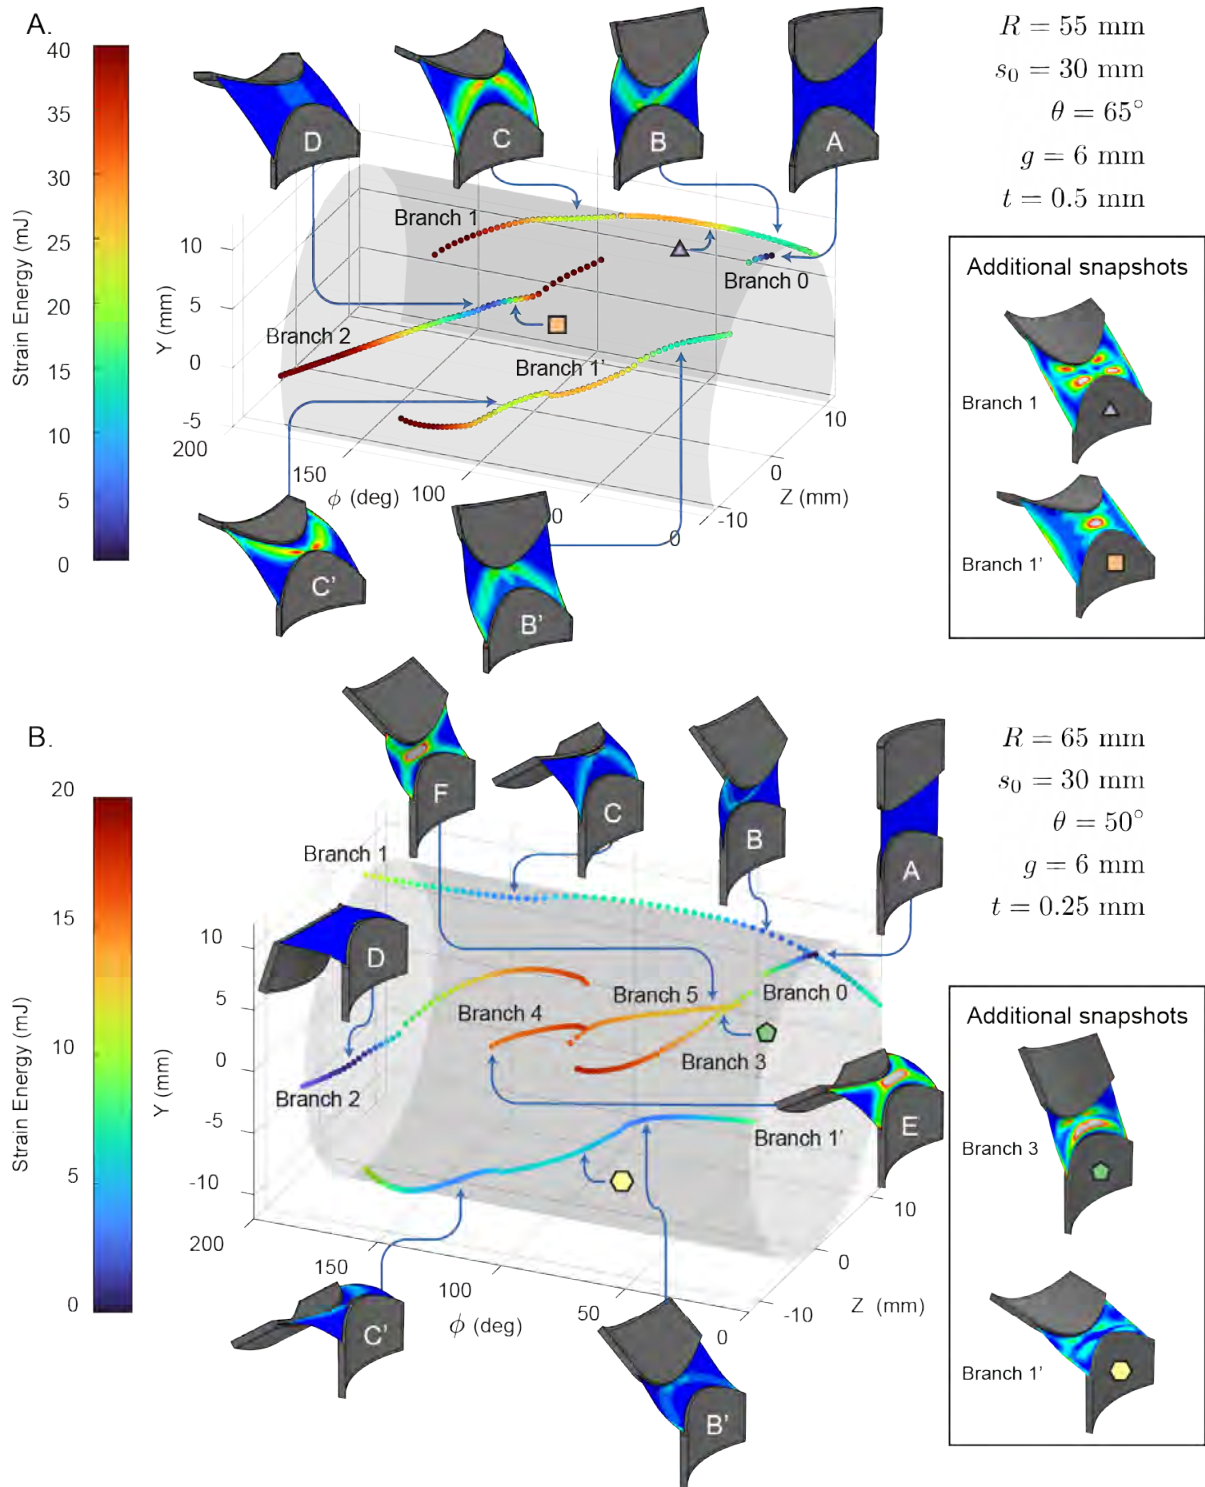 A.
R = 55 mm
s₀ = 30 mm
θ = 65°
g = 6 mm
t = 0.5 mm
Strain Energy (mJ)
40
35
30
25
20
15
10
5
0
D
C
B
A
Branch 1
Branch 0
Branch 2
Branch 1'
Y (mm)
10
5
0
-5
200
150
100
0
0
ϕ (deg)
10
0
-10
Z (mm)
C'
B'
Additional snapshots
Branch 1
Branch 1'
B.
R = 65 mm
s₀ = 30 mm
θ = 50°
g = 6 mm
t = 0.25 mm
Strain Energy (mJ)
20
15
10
5
0
F
C
B
A
D
E
Branch 1
Branch 5
Branch 0
Branch 4
Branch 3
Branch 2
Branch 1'
Y (mm)
10
5
0
-5
-10
200
150
100
50
0
ϕ (deg)
10
0
-10
Z (mm)
C'
B'
Additional snapshots
Branch 3
Branch 1'